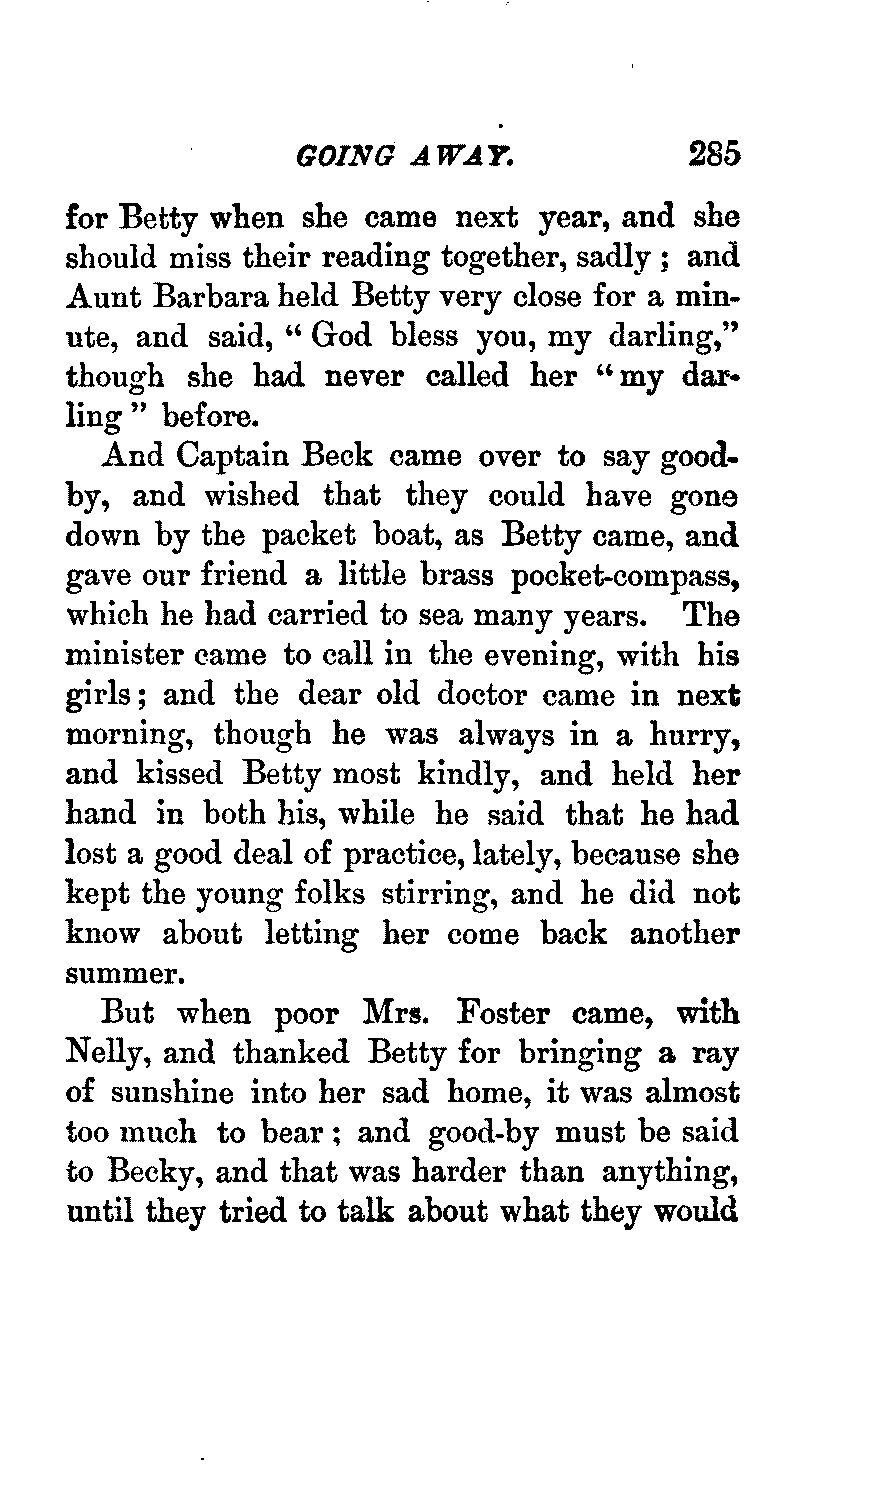 GOING AWAY. 285
for Betty when she came next year, and she
should miss their reading together, sadly; and
Aunt Barbara held Betty very close for a min-
ute, and said, “God bless you, my darling,”
though she had never called her “my dar-
ling” before.
And Captain Beck came over to say good-
by, and wished that they could have gone
down by the packet boat, as Betty came, and
gave our friend a little brass pocket-compass,
which he had carried to sea many years. The
minister came to call in the evening, with his
girls; and the dear old doctor came in next
morning, though he was always in a hurry,
and kissed Betty most kindly, and held her
hand in both his, while he said that he had
lost a good deal of practice, lately, because she
kept the young folks stirring, and he did not
know about letting her come back another
summer.
But when poor Mrs. Foster came, with
Nelly, and thanked Betty for bringing a ray
of sunshine into her sad home, it was almost
too much to bear; and good-by must be said
to Becky, and that was harder than anything,
until they tried to talk about what they would